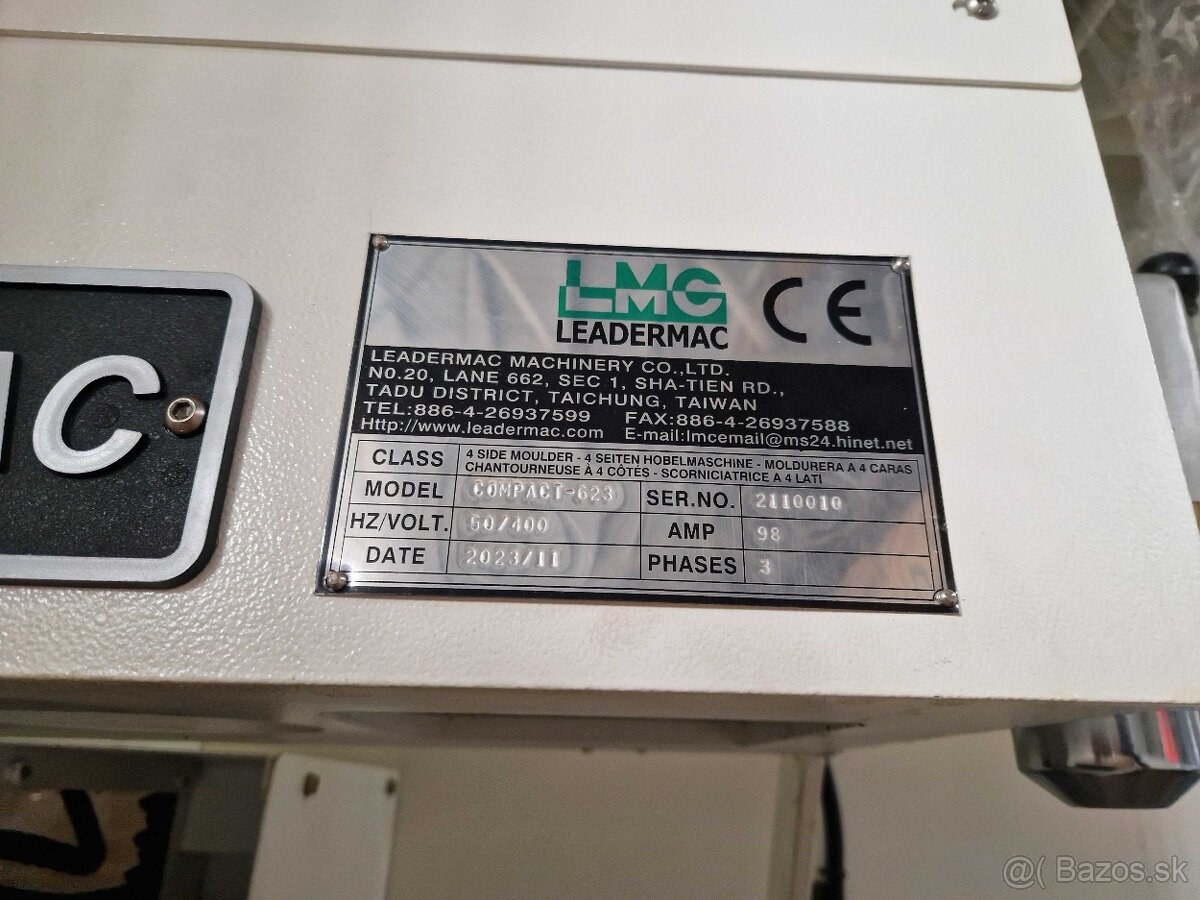 MC
LMC
LEADERMAC
CE
LEADERMAC MACHINERY CO.,LTD.
N0.20, LANE 662, SEC 1, SHA-TIEN RD.,
TADU DISTRICT, TAICHUNG, TAIWAN
TEL:886-4-26937599 FAX:886-4-26937588
Http://www.leadermac.com E-mail:lmcemail@ms24.hinet.net
CLASS 4 SIDE MOULDER - 4 SEITEN HOBELMASCHINE - MOLDURERA A 4 CARAS
CHANTOURNEUSE À 4 CÔTÉS - SCORNICIATRICE A 4 LATI
MODEL COMPACT-623 SER.NO. 2110010
HZ/VOLT. 50/400 AMP 98
DATE 2023/11 PHASES 3
@( Bazos.sk